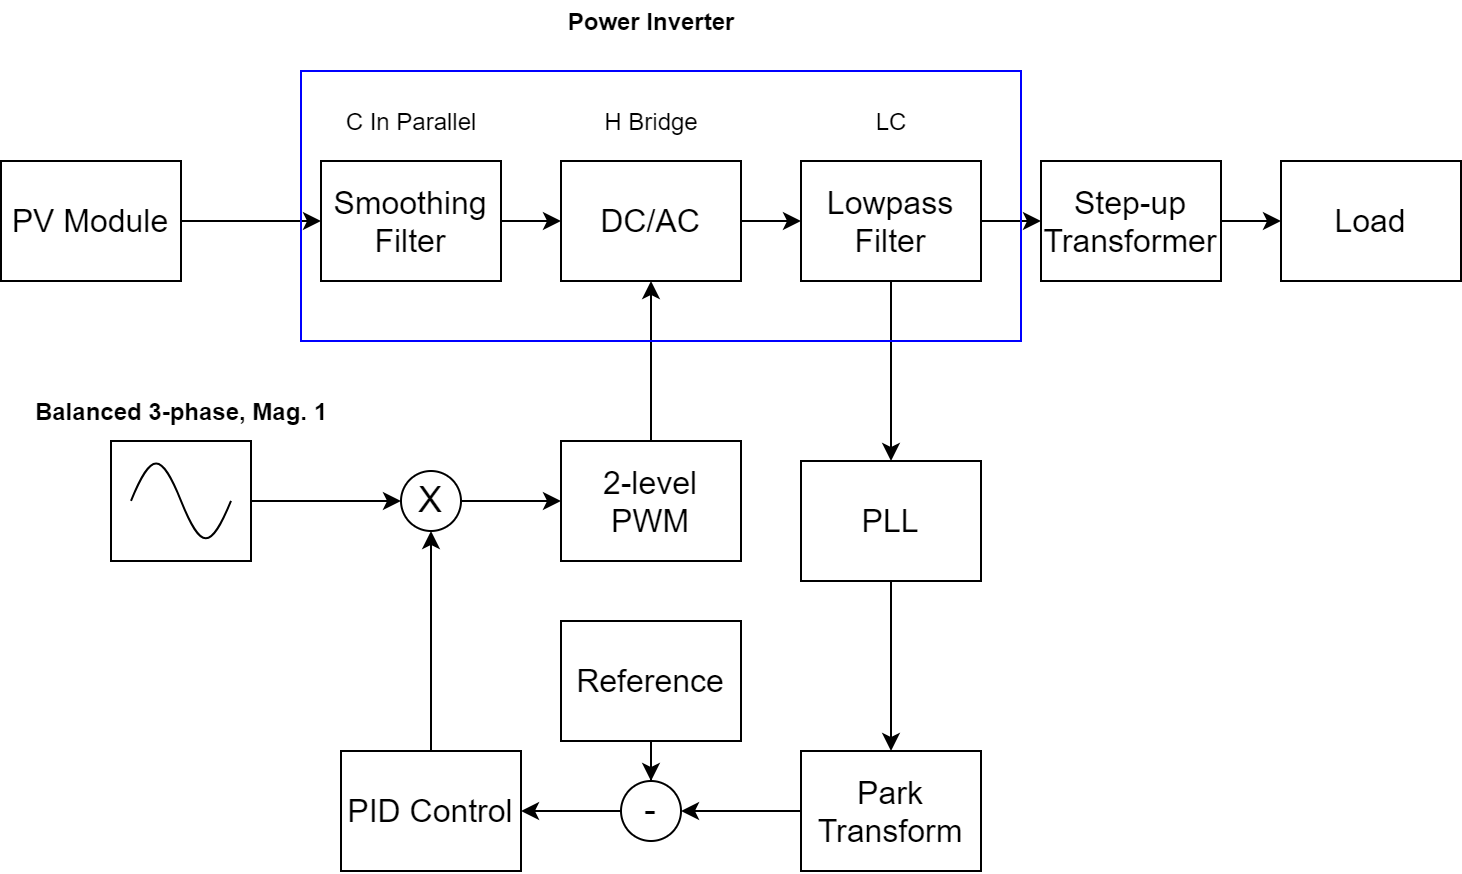 Power Inverter
C In Parallel
H Bridge
LC
PV Module
Smoothing
Filter
DC/AC
Lowpass
Filter
Step-up
Transformer
Load
Balanced 3-phase, Mag. 1
X
2-level
PWM
PLL
Reference
PID Control
-
Park
Transform